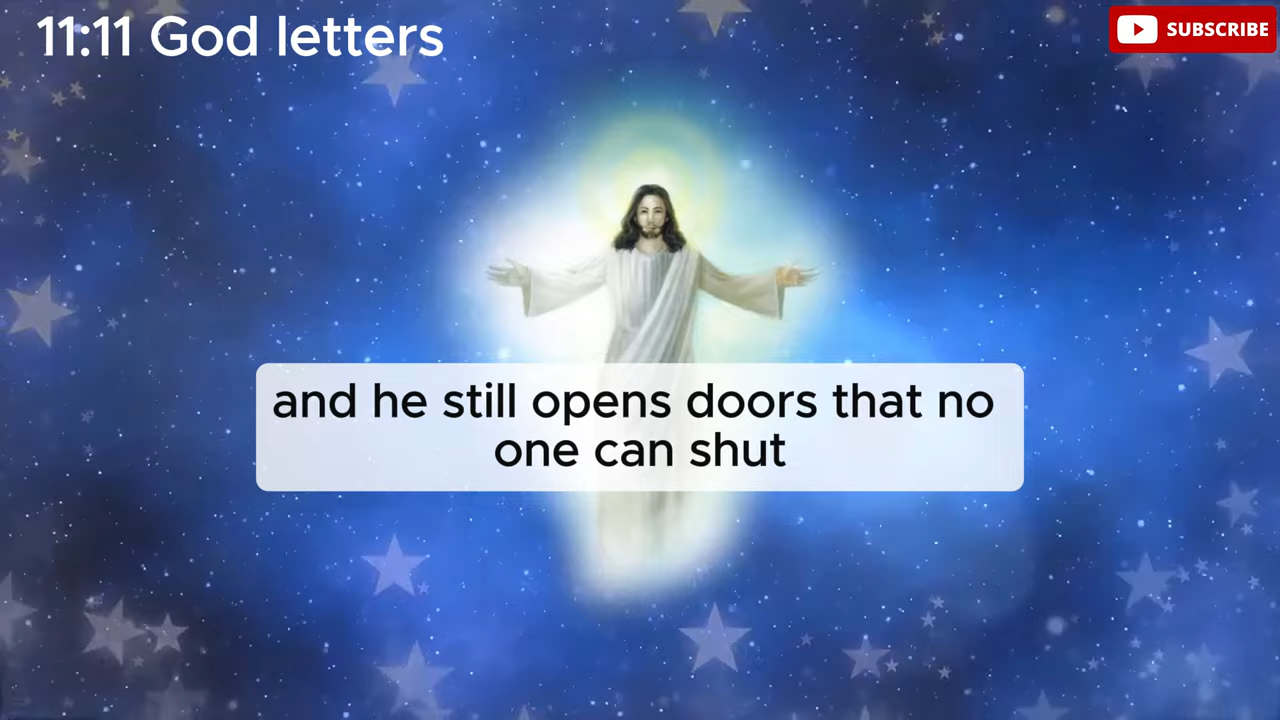 11:11 God letters
SUBSCRIBE
and he still opens doors that no
one can shut